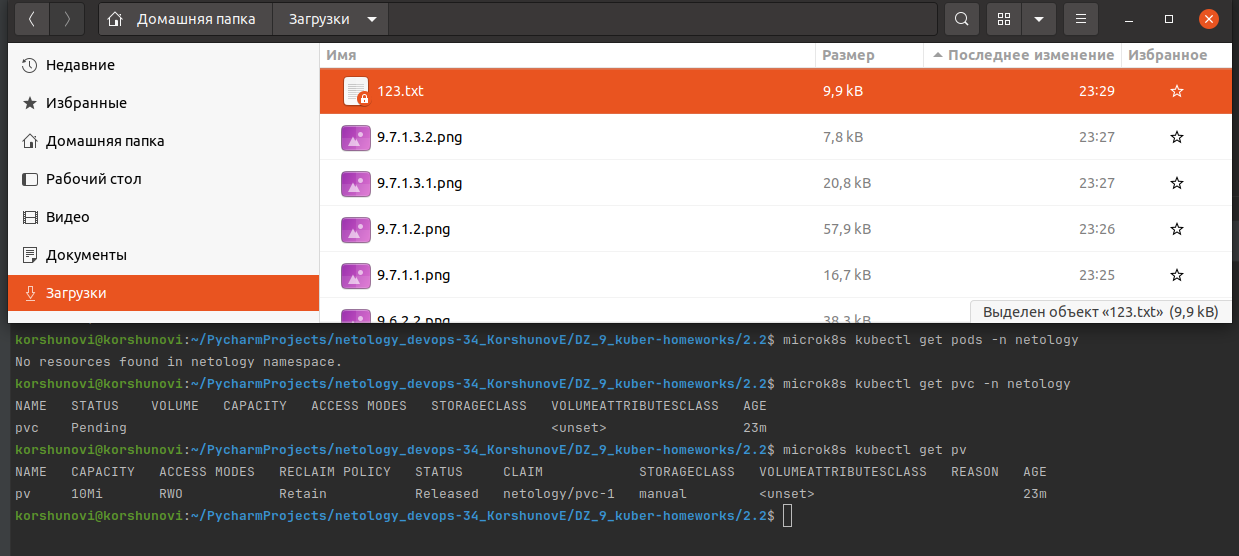 Домашняя папка Загрузки
Имя Размер Последнее изменение Избранное
Недавние
Избранные
Домашняя папка
Рабочий стол
Видео
Документы
Загрузки
123.txt 9,9 kB 23:29
9.7.1.3.2.png 7,8 kB 23:27
9.7.1.3.1.png 20,8 kB 23:27
9.7.1.2.png 57,9 kB 23:26
9.7.1.1.png 16,7 kB 23:25
9.6.2.2.png 38,3 kB
Выделен объект «123.txt» (9,9 kB)
korshunovi@korshunovi:~/PycharmProjects/netology_devops-34_KorshunovE/DZ_9_kuber-homeworks/2.2$ microk8s kubectl get pods -n netology
No resources found in netology namespace.
korshunovi@korshunovi:~/PycharmProjects/netology_devops-34_KorshunovE/DZ_9_kuber-homeworks/2.2$ microk8s kubectl get pvc -n netology
NAME STATUS VOLUME CAPACITY ACCESS MODES STORAGECLASS VOLUMEATTRIBUTESCLASS AGE
pvc Pending <unset> 23m
korshunovi@korshunovi:~/PycharmProjects/netology_devops-34_KorshunovE/DZ_9_kuber-homeworks/2.2$ microk8s kubectl get pv
NAME CAPACITY ACCESS MODES RECLAIM POLICY STATUS CLAIM STORAGECLASS VOLUMEATTRIBUTESCLASS REASON AGE
pv 10Mi RWO Retain Released netology/pvc-1 manual <unset> 23m
korshunovi@korshunovi:~/PycharmProjects/netology_devops-34_KorshunovE/DZ_9_kuber-homeworks/2.2$